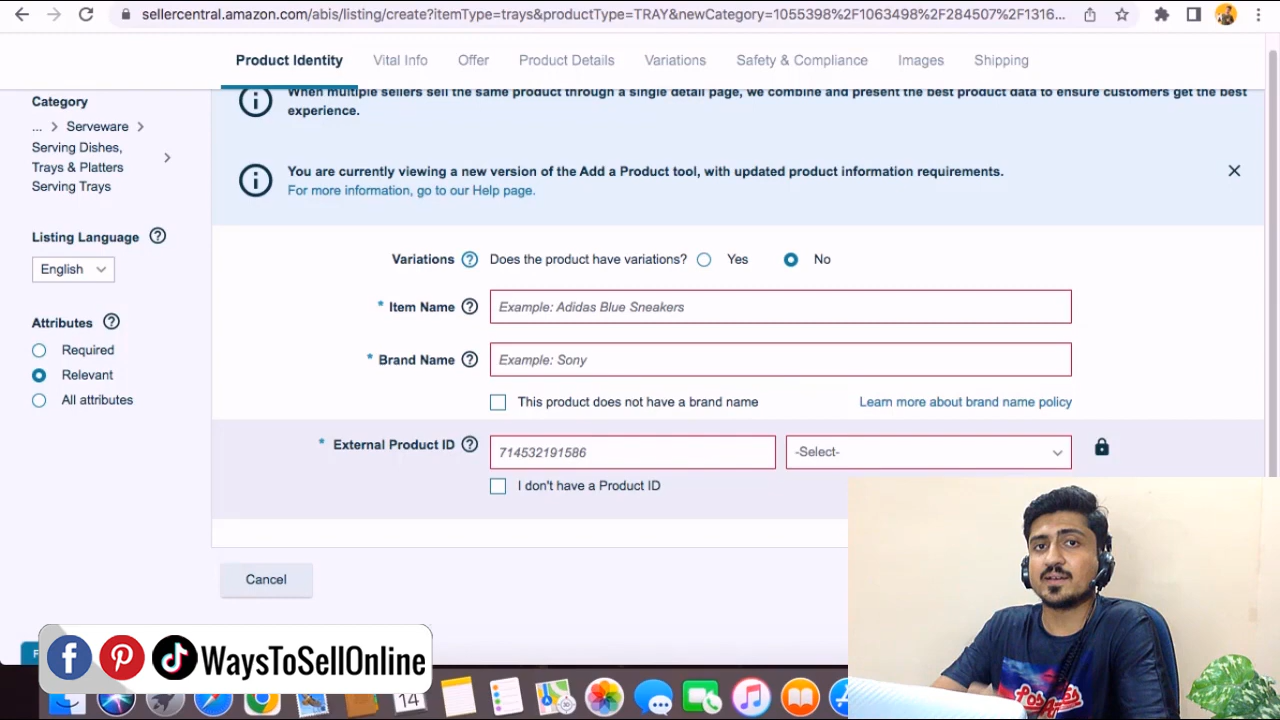 sellercentral.amazon.com/abis/listing/create?itemType=trays&productType=TRAY&newCategory=1055398%2F1063498%2F284507%2F1316...
Product Identity Vital Info Offer Product Details Variations Safety & Compliance Images Shipping
When multiple sellers sell the same product through a single detail page, we combine and present the best product data to ensure customers get the best
experience.
You are currently viewing a new version of the Add a Product tool, with updated product information requirements.
For more information, go to our Help page.
Category
... > Serveware >
Serving Dishes,
Trays & Platters >
Serving Trays
Listing Language ?
English
Attributes ?
Required
Relevant
All attributes
Variations ? Does the product have variations? Yes No
* Item Name ? Example: Adidas Blue Sneakers
* Brand Name ? Example: Sony
This product does not have a brand name Learn more about brand name policy
* External Product ID ? 714532191586 -Select-
I don't have a Product ID
Cancel
WaysToSellOnline
14